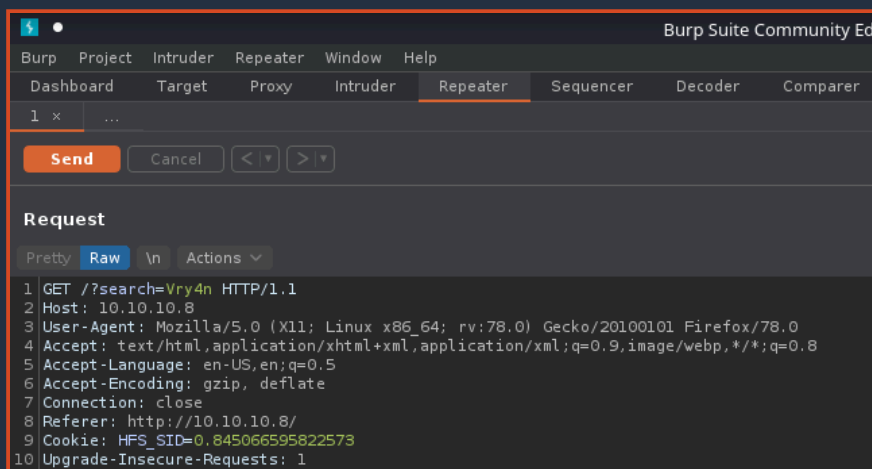 Burp Suite Community Ed
Burp Project Intruder Repeater Window Help
Dashboard Target Proxy Intruder Repeater Sequencer Decoder Comparer
1 × ...
Send Cancel < > 
Request
Pretty Raw \n Actions
1 GET /?search=Vry4n HTTP/1.1
2 Host: 10.10.10.8
3 User-Agent: Mozilla/5.0 (X11; Linux x86_64; rv:78.0) Gecko/20100101 Firefox/78.0
4 Accept: text/html,application/xhtml+xml,application/xml;q=0.9,image/webp,*/*;q=0.8
5 Accept-Language: en-US,en;q=0.5
6 Accept-Encoding: gzip, deflate
7 Connection: close
8 Referer: http://10.10.10.8/
9 Cookie: HFS_SID=0.845066595822573
10 Upgrade-Insecure-Requests: 1